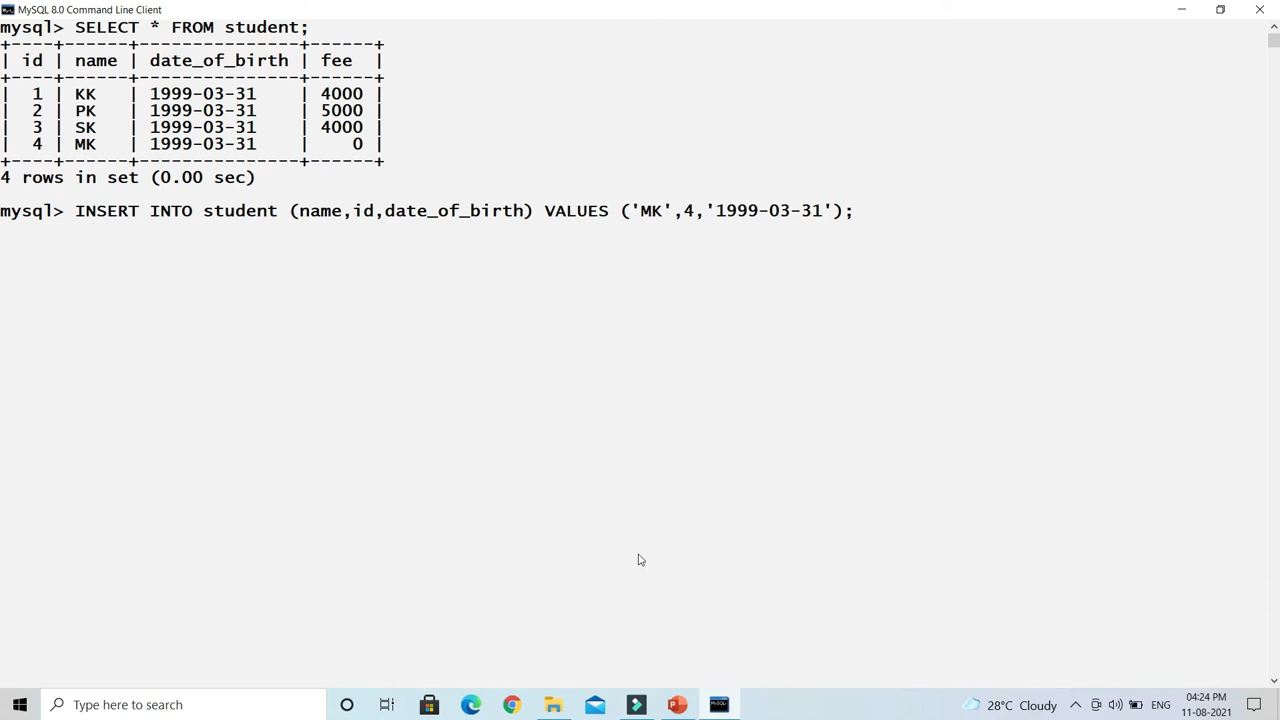 MySQL 8.0 Command Line Client
mysql> SELECT * FROM student;
+----+------+---------------+------+
| id | name | date_of_birth | fee  |
+----+------+---------------+------+
|  1 | KK   | 1999-03-31    | 4000 |
|  2 | PK   | 1999-03-31    | 5000 |
|  3 | SK   | 1999-03-31    | 4000 |
|  4 | MK   | 1999-03-31    |    0 |
+----+------+---------------+------+
4 rows in set (0.00 sec)
mysql> INSERT INTO student (name,id,date_of_birth) VALUES ('MK',4,'1999-03-31');
Type here to search
28°C Cloudy
ENG
04:24 PM
11-08-2021